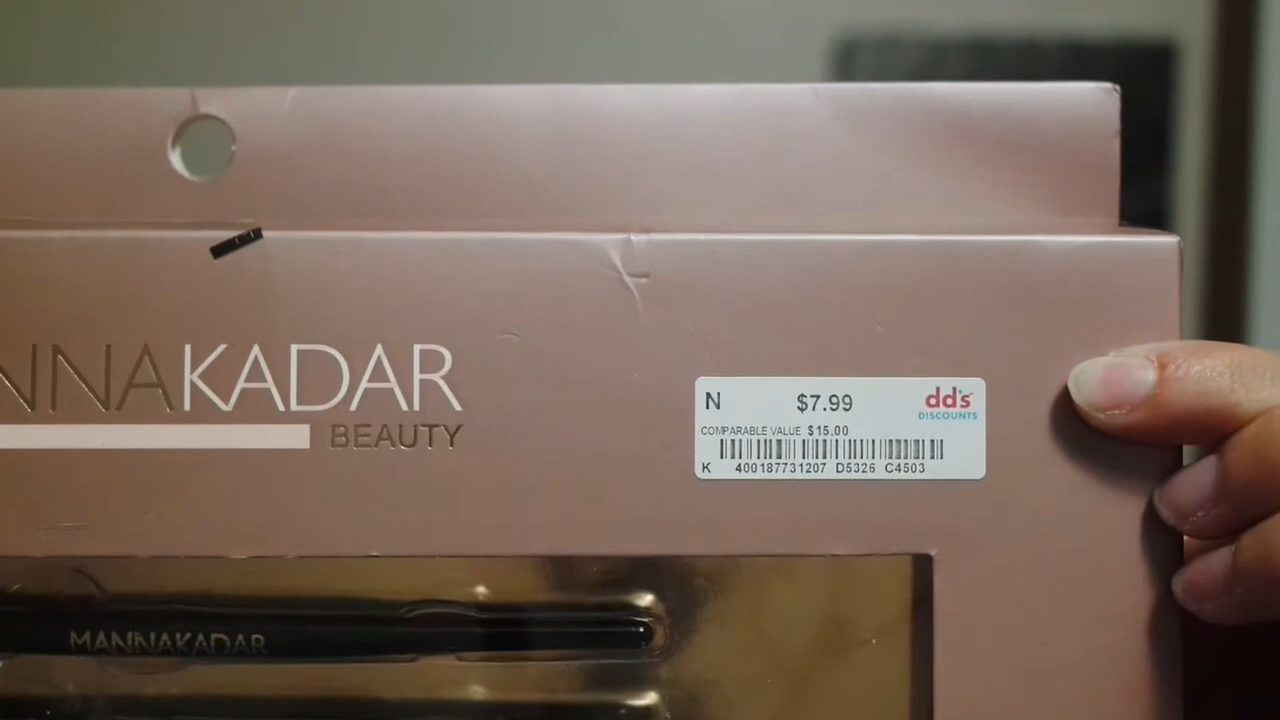 NNAKADAR
BEAUTY
N $7.99 dd's
DISCOUNTS
COMPARABLE VALUE $15.00
K 400187731207 D5326 C4503
MANNAKADAR